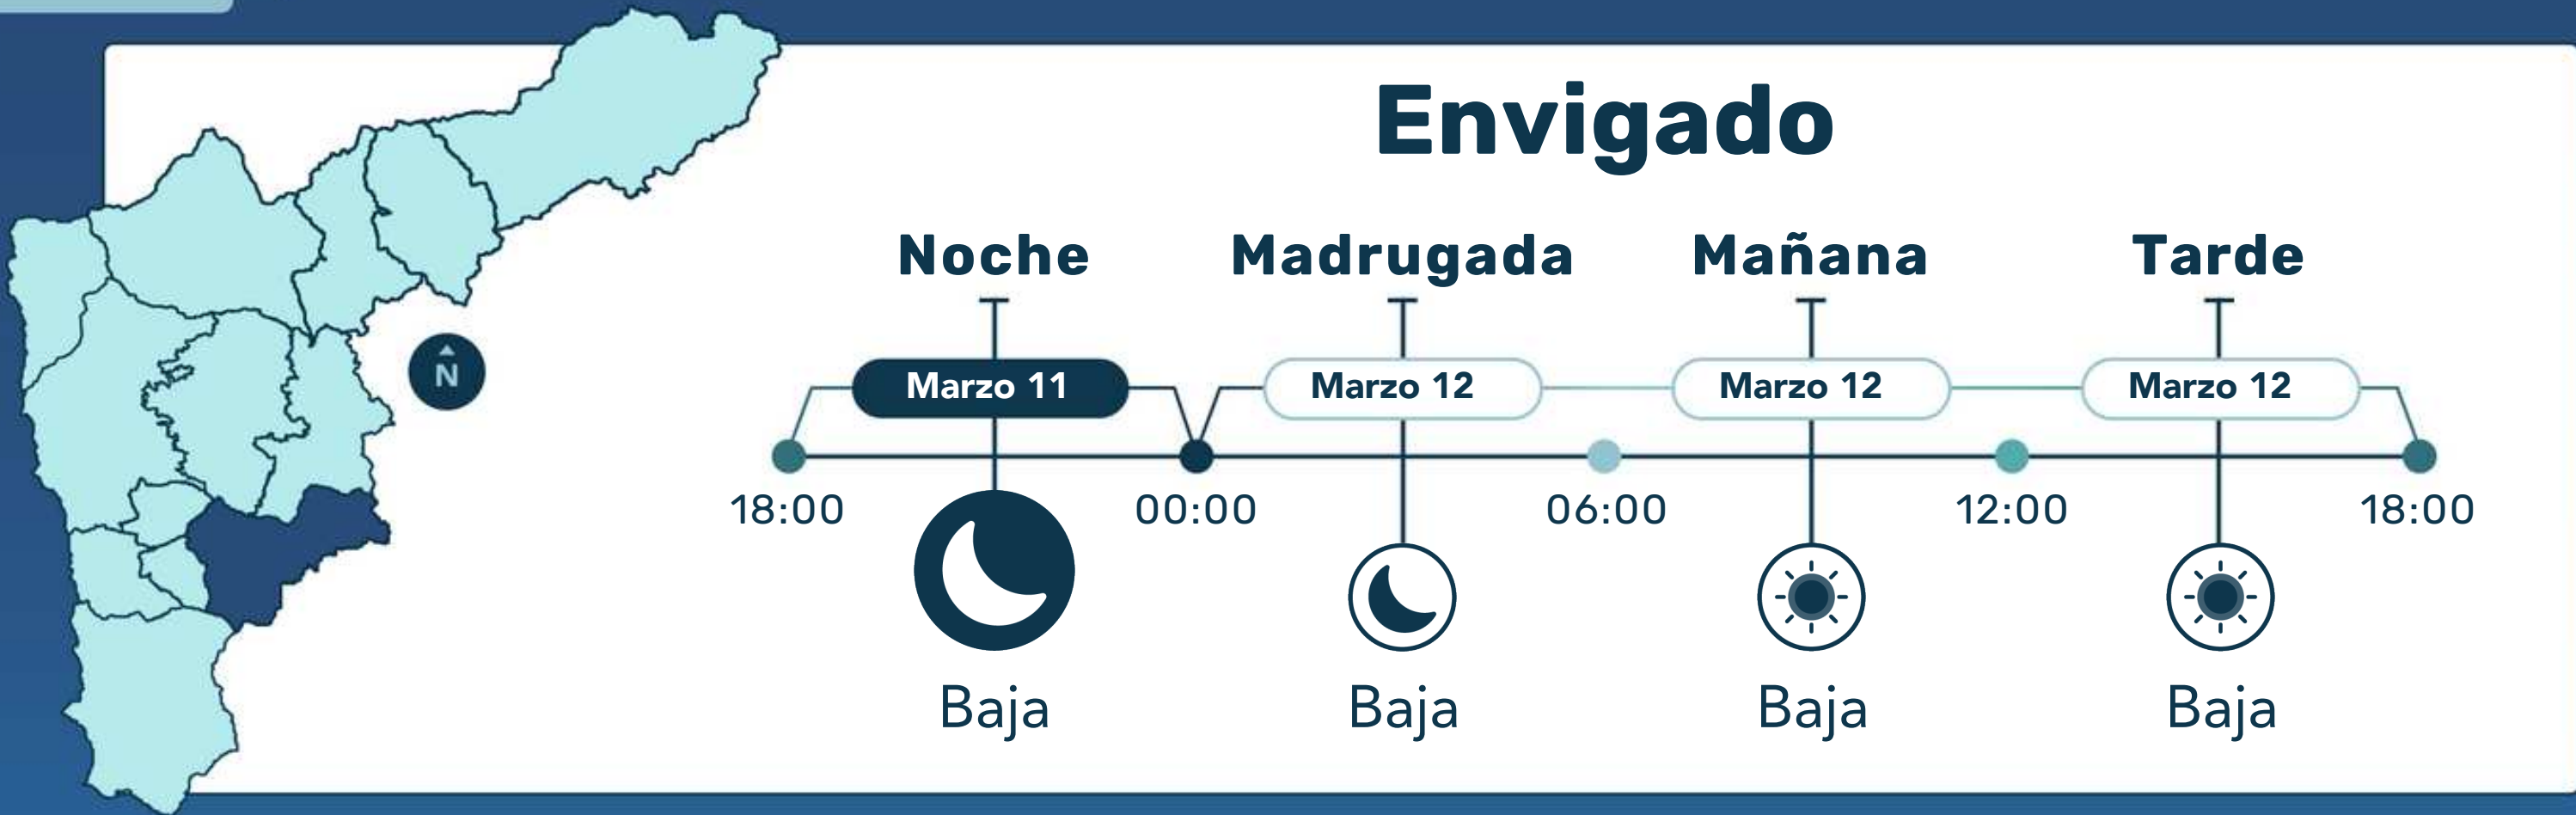 Envigado
Noche Madrugada Mañana Tarde
N
Marzo 11 Marzo 12 Marzo 12 Marzo 12
18:00 00:00 06:00 12:00 18:00
Baja Baja Baja Baja